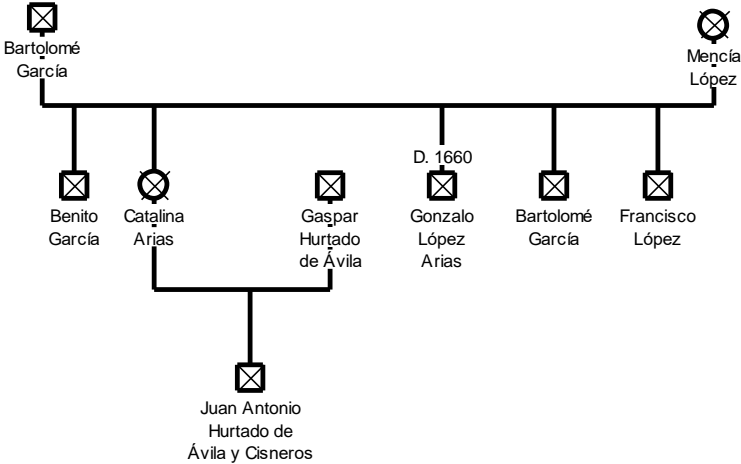 Bartolomé
García
Mencía
López
D. 1660
Benito
García
Catalina
Arias
Gaspar
Hurtado
de Ávila
Gonzalo
López
Arias
Bartolomé
García
Francisco
López
Juan Antonio
Hurtado de
Ávila y Cisneros